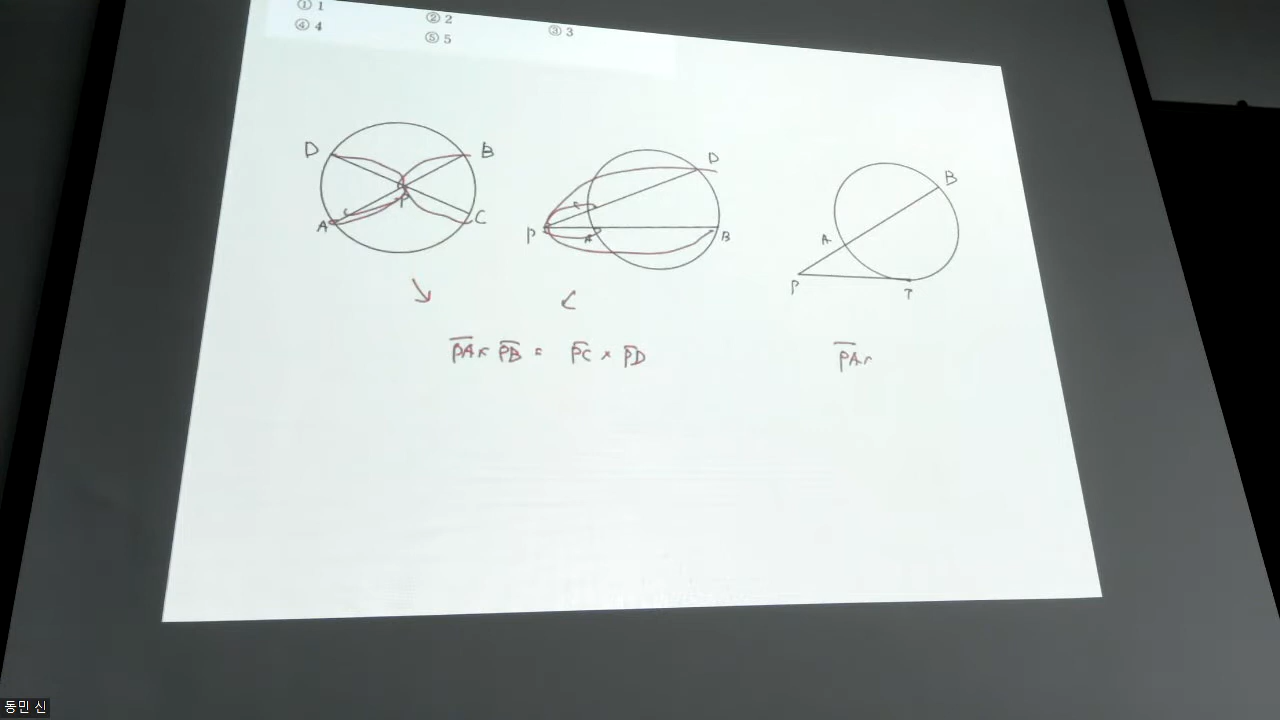 ① 1
② 2
③ 3
④ 4
⑤ 5
D B
A P C
D
P A B
B
A
P T
PA × PB = PC × PD
PA ×
동민 신